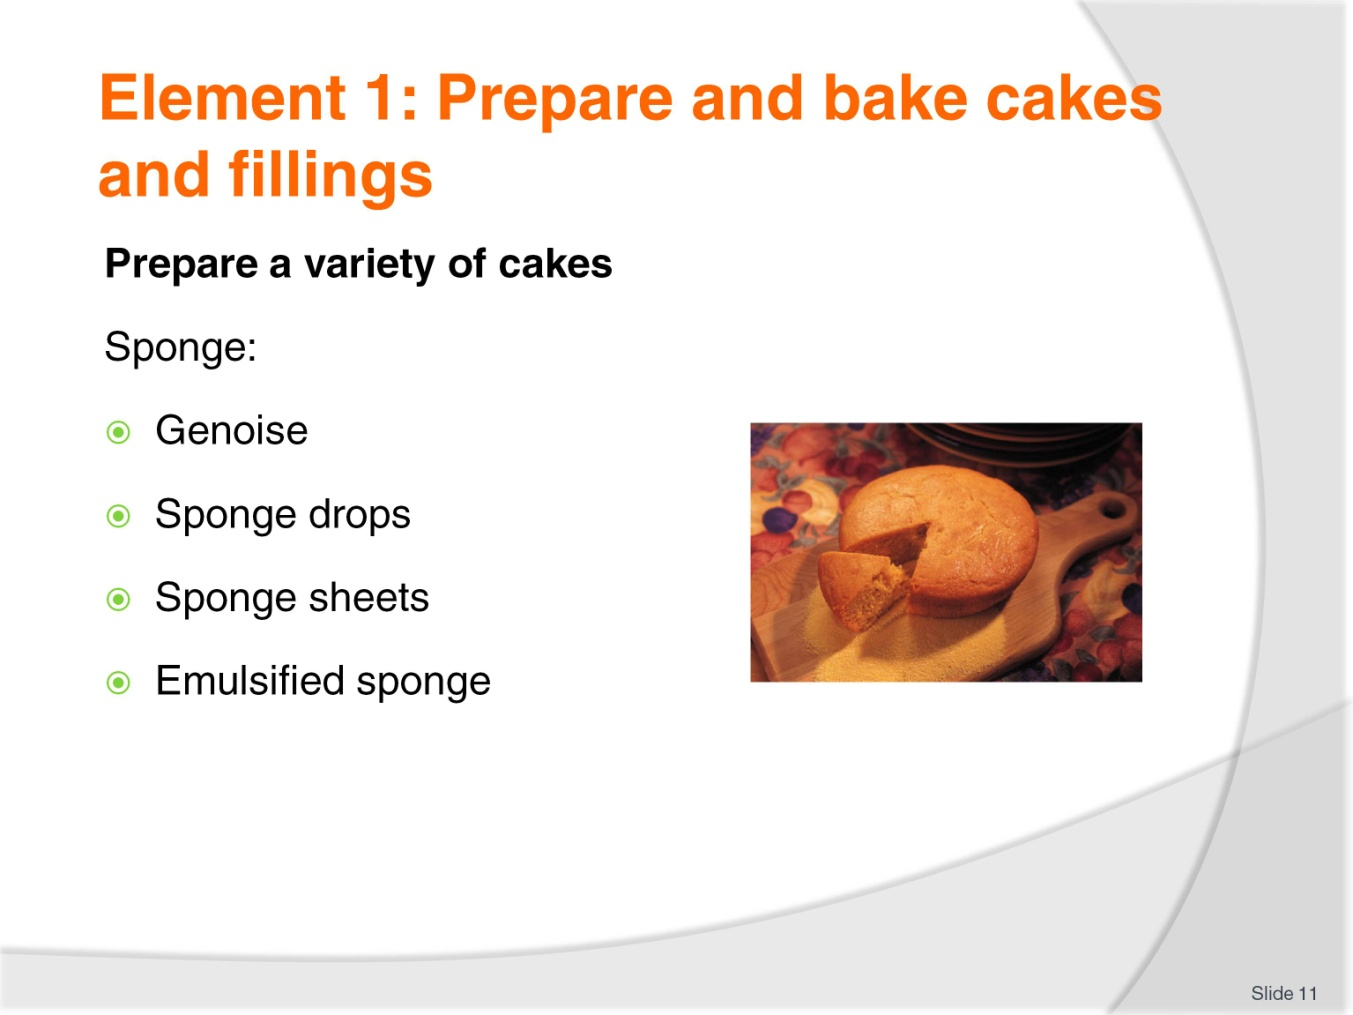 Element 1: Prepare and bake cakes
and fillings
Prepare a variety of cakes
Sponge:
Genoise
Sponge drops
Sponge sheets
Emulsified sponge
Slide 11